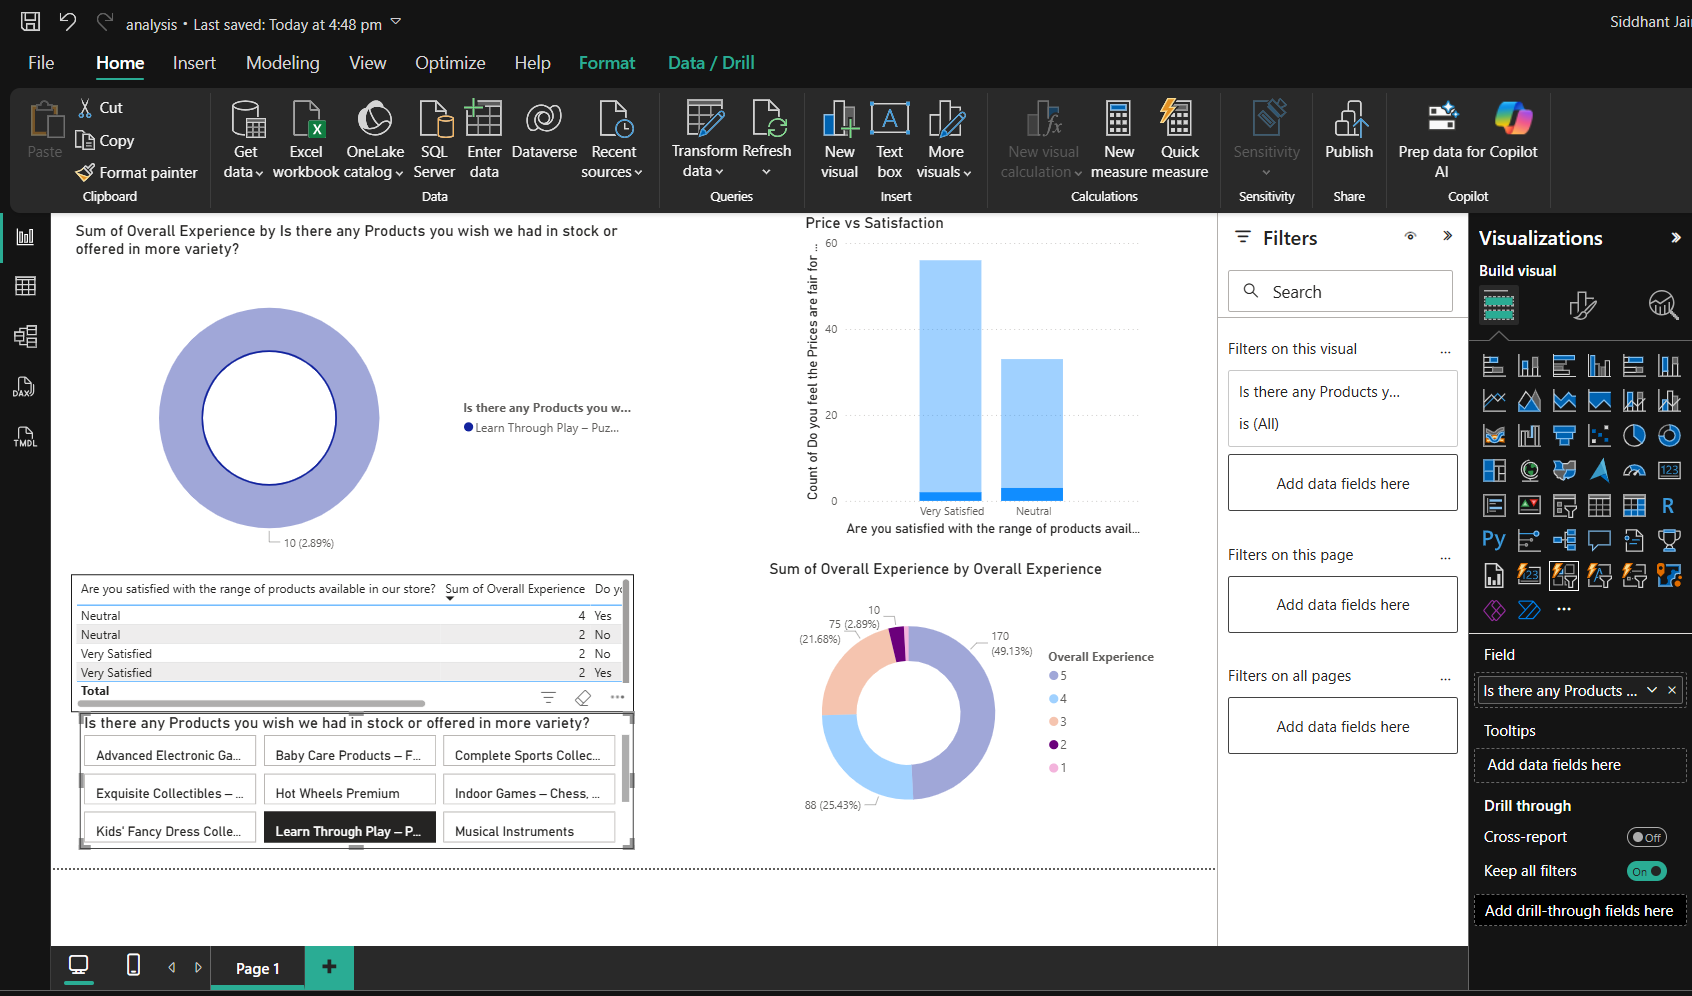 analysis • Last saved: Today at 4:48 pm
Siddhant Jai
File Home Insert Modeling View Optimize Help Format Data / Drill
Paste
Cut
Copy
Format painter
Clipboard
Get data
Excel workbook
OneLake catalog
SQL Server
Enter data
Dataverse
Recent sources
Data
Transform data
Refresh
Queries
New visual
Text box
More visuals
Insert
New visual calculation
New measure
Quick measure
Calculations
Sensitivity
Sensitivity
Publish
Share
Prep data for AI
Copilot
Copilot
DAX
TMDL
Sum of Overall Experience by Is there any Products you wish we had in stock or
offered in more variety?
Is there any Products you w...
Learn Through Play – Puz...
10 (2.89%)
Price vs Satisfaction
Count of Do you feel the Prices are fair for ...
60
40
20
0
Very Satisfied
Neutral
Are you satisfied with the range of products avail...
Are you satisfied with the range of products available in our store? Sum of Overall Experience Do yo
Neutral 4 Yes
Neutral 2 No
Very Satisfied 2 No
Very Satisfied 2 Yes
Total
Is there any Products you wish we had in stock or offered in more variety?
Advanced Electronic Ga...
Baby Care Products – F...
Complete Sports Collec...
Exquisite Collectibles – ...
Hot Wheels Premium
Indoor Games – Chess, ...
Kids' Fancy Dress Colle...
Learn Through Play – P...
Musical Instruments
Sum of Overall Experience by Overall Experience
10
(2.89%)
75
(21.68%)
170
(49.13%)
88 (25.43%)
Overall Experience
5
4
3
2
1
Filters
Search
Filters on this visual ...
Is there any Products y...
is (All)
Add data fields here
Filters on this page ...
Add data fields here
Filters on all pages ...
Add data fields here
Visualizations
Build visual
123
R
Py
123
Field
Is there any Products ...
Tooltips
Add data fields here
Drill through
Cross-report Off
Keep all filters On
Add drill-through fields here
Page 1